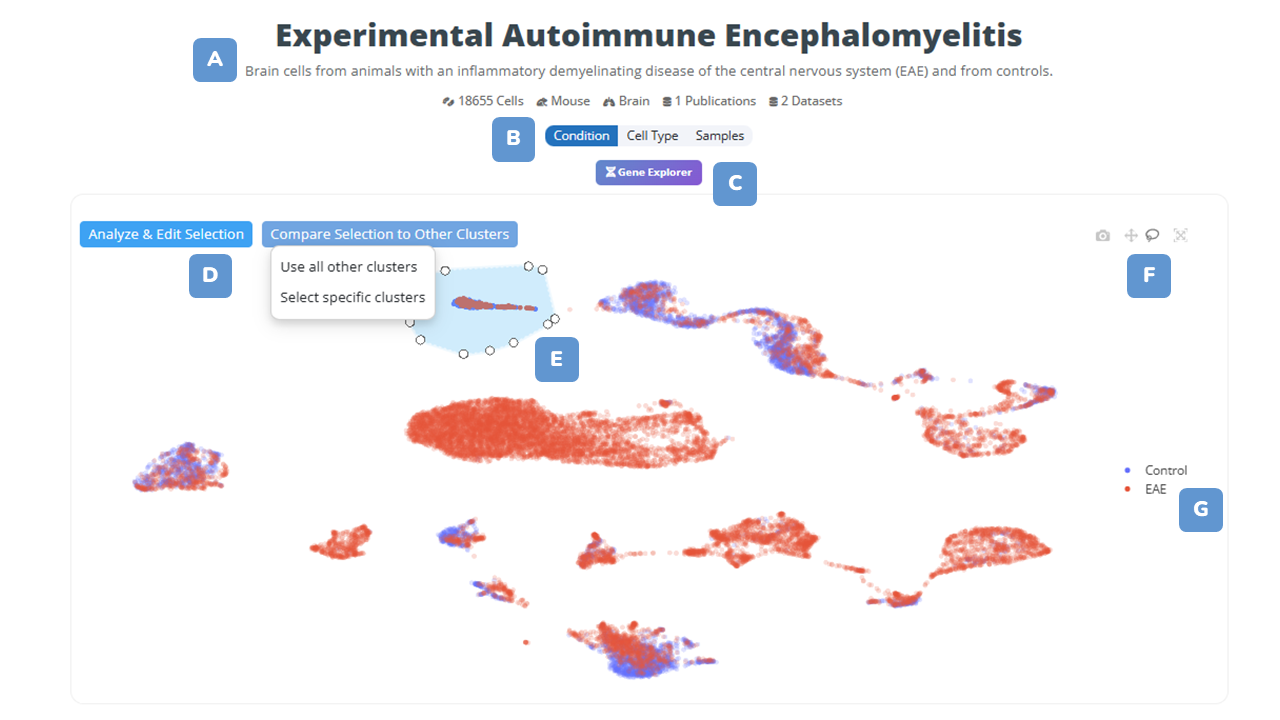 Experimental Autoimmune Encephalomyelitis
A
Brain cells from animals with an inflammatory demyelinating disease of the central nervous system (EAE) and from controls.
18655 Cells Mouse Brain 1 Publications 2 Datasets
B
Condition Cell Type Samples
Gene Explorer
C
Analyze & Edit Selection Compare Selection to Other Clusters
D
Use all other clusters
Select specific clusters
F
E
Control
EAE
G